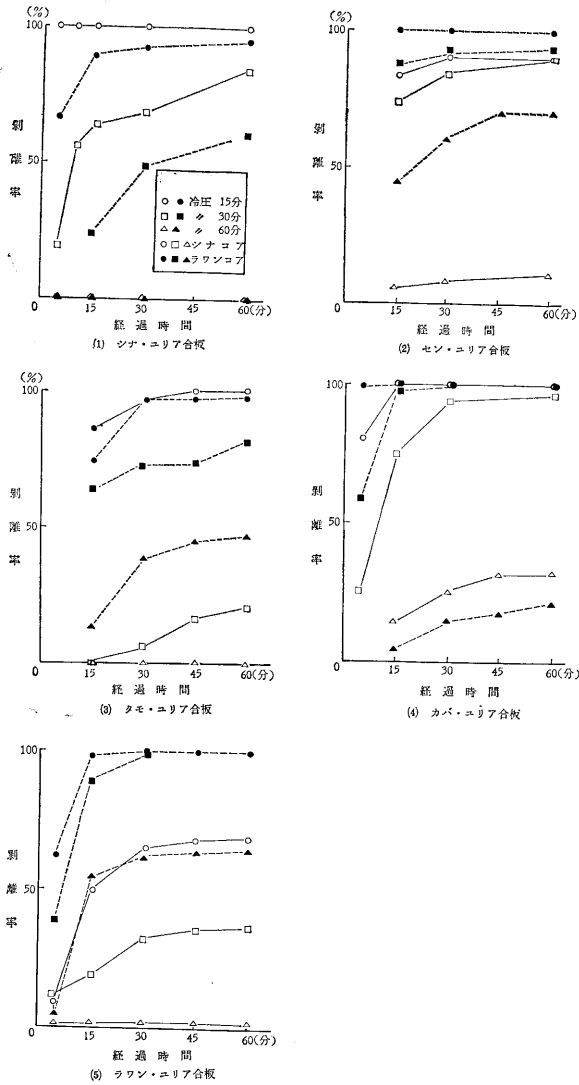 (%)
100
50
0
剝離率
15
30
45
60(分)
経過時間
(1) シナ・ユリア合板
○ ● 冷圧 15分
□ ■ 〃 30分
△ ▲ 〃 60分
○ □ △ シナコア
● ■ ▲ ラワンコア
(%)
100
50
0
剝離率
15
30
45
60(分)
経過時間
(2) セン・ユリア合板
(%)
100
50
0
剝離率
15
30
45
60(分)
経過時間
(3) タモ・ユリア合板
100
50
0
剝離率
15
30
45
60(分)
経過時間
(4) カバ・ユリア合板
100
50
0
剝離率
15
30
45
60(分)
経過時間
(5) ラワン・ユリア合板